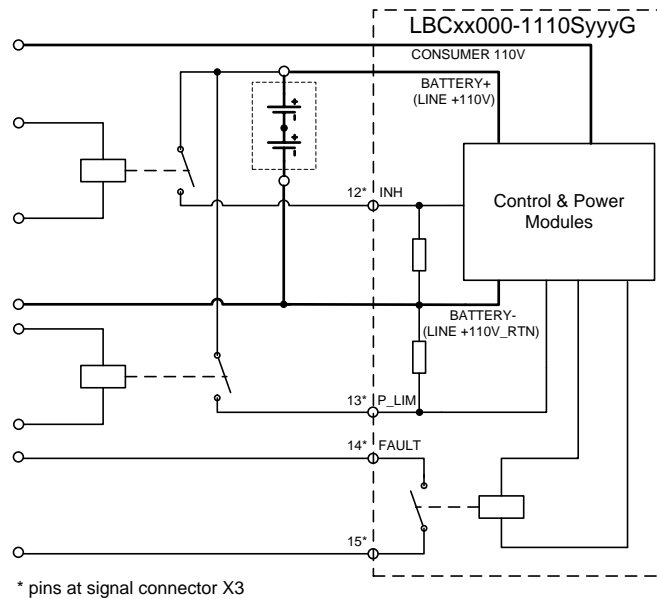 LBCxx000-1110SyyyG
CONSUMER 110V
BATTERY+
(LINE +110V)
+
+
12* INH
Control & Power
Modules
BATTERY-
(LINE +110V_RTN)
13* P_LIM
14* FAULT
15*
* pins at signal connector X3